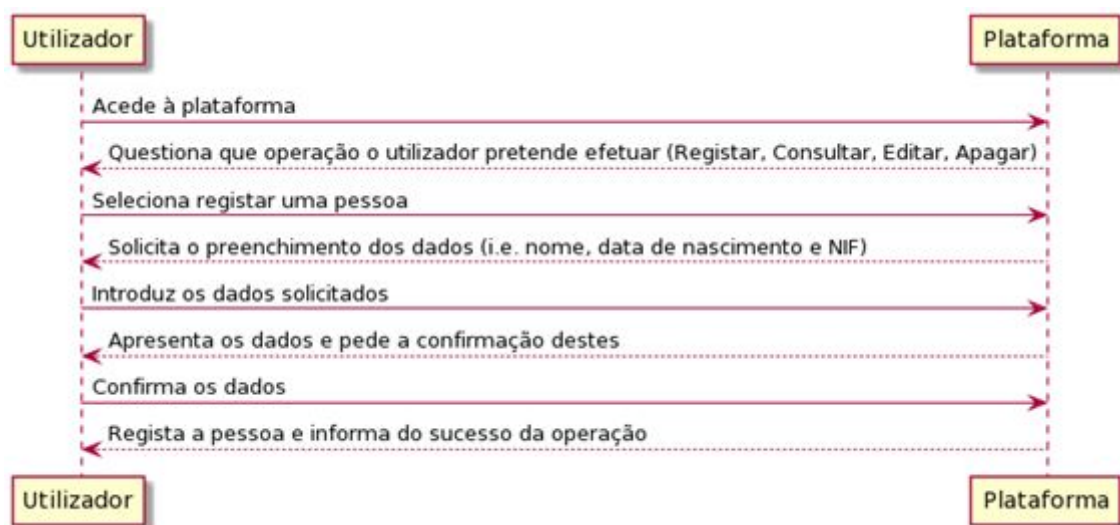 Utilizador
Plataforma
Acede à plataforma
Questiona que operação o utilizador pretende efetuar (Registar, Consultar, Editar, Apagar)
Seleciona registar uma pessoa
Solicita o preenchimento dos dados (i.e. nome, data de nascimento e NIF)
Introduz os dados solicitados
Apresenta os dados e pede a confirmação destes
Confirma os dados
Regista a pessoa e informa do sucesso da operação
Utilizador
Plataforma